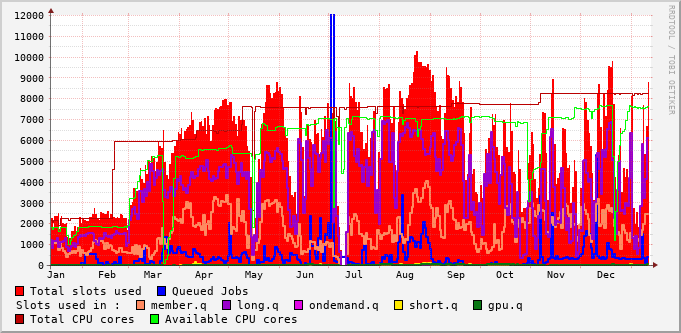 12000
11000
10000
9000
8000
7000
6000
5000
4000
3000
2000
1000
0
Jan Feb Mar Apr May Jun Jul Aug Sep Oct Nov Dec
Total slots used Queued Jobs
Slots used in : member.q long.q ondemand.q short.q gpu.q
Total CPU cores Available CPU cores
RRDTOOL / TOBI OETIKER